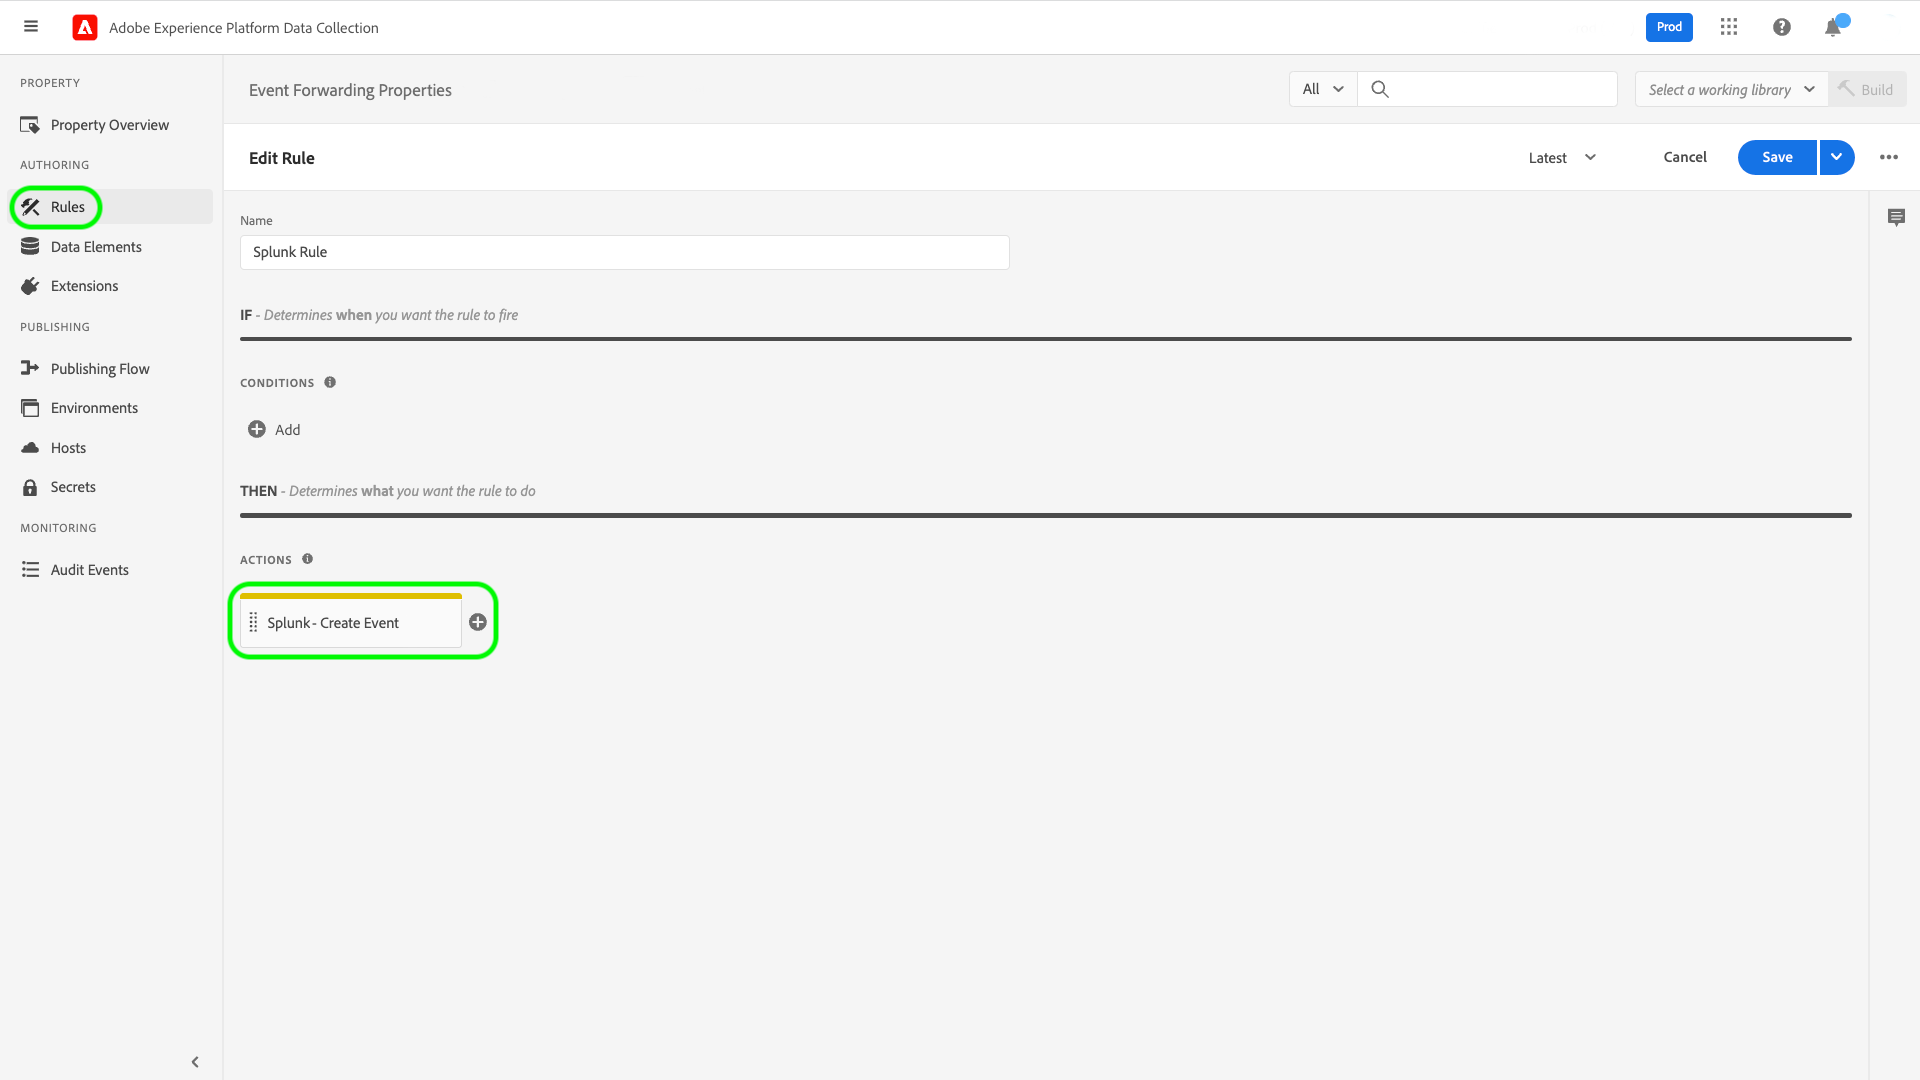 Adobe Experience Platform Data Collection
Prod
PROPERTY
Property Overview
AUTHORING
Rules
Data Elements
Extensions
PUBLISHING
Publishing Flow
Environments
Hosts
Secrets
MONITORING
Audit Events
Event Forwarding Properties
All
Select a working library
Build
Edit Rule
Latest
Cancel
Save
Name
Splunk Rule
IF - Determines when you want the rule to fire
CONDITIONS
Add
THEN - Determines what you want the rule to do
ACTIONS
Splunk - Create Event